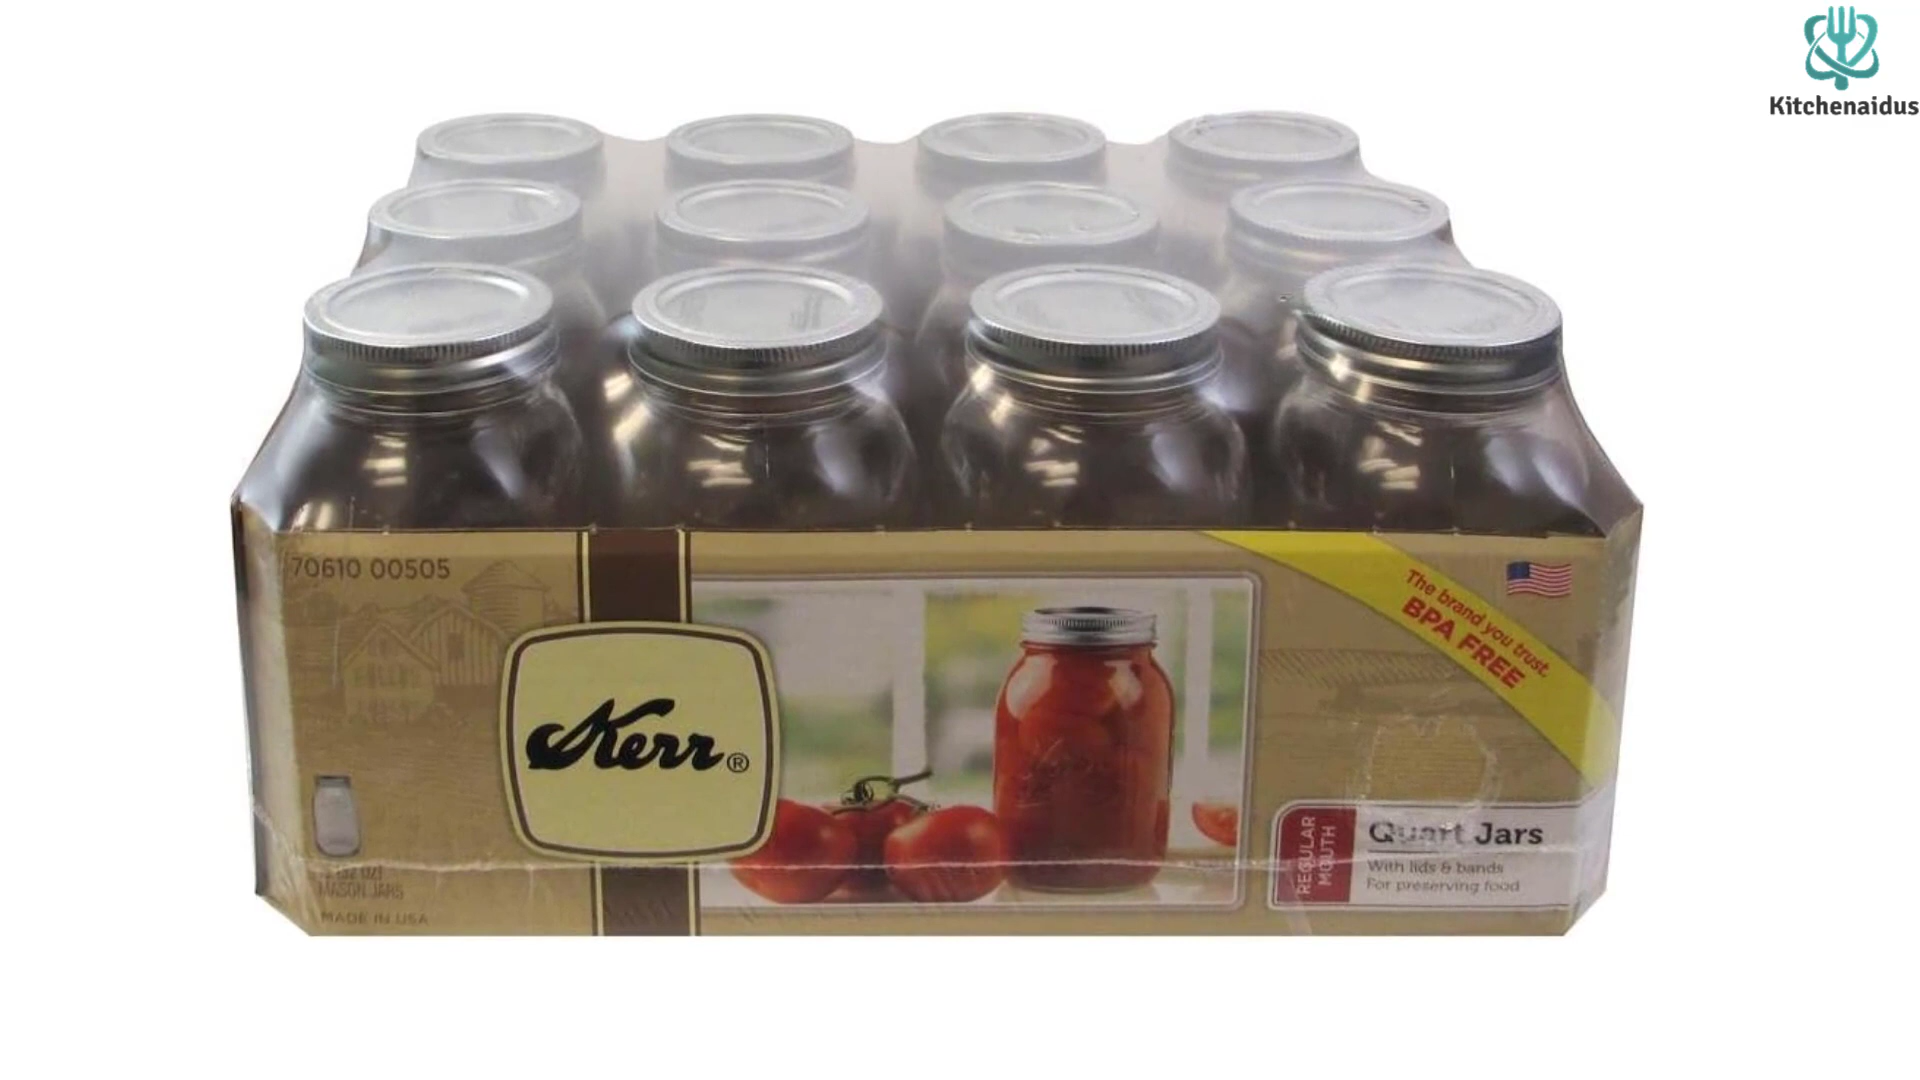 Kitchenaidus
70610 00505
The brand you trust.
BPA FREE
Kerr®
REGULAR
MOUTH
Quart Jars
With lids & bands
For preserving food
MASON JARS
MADE IN USA